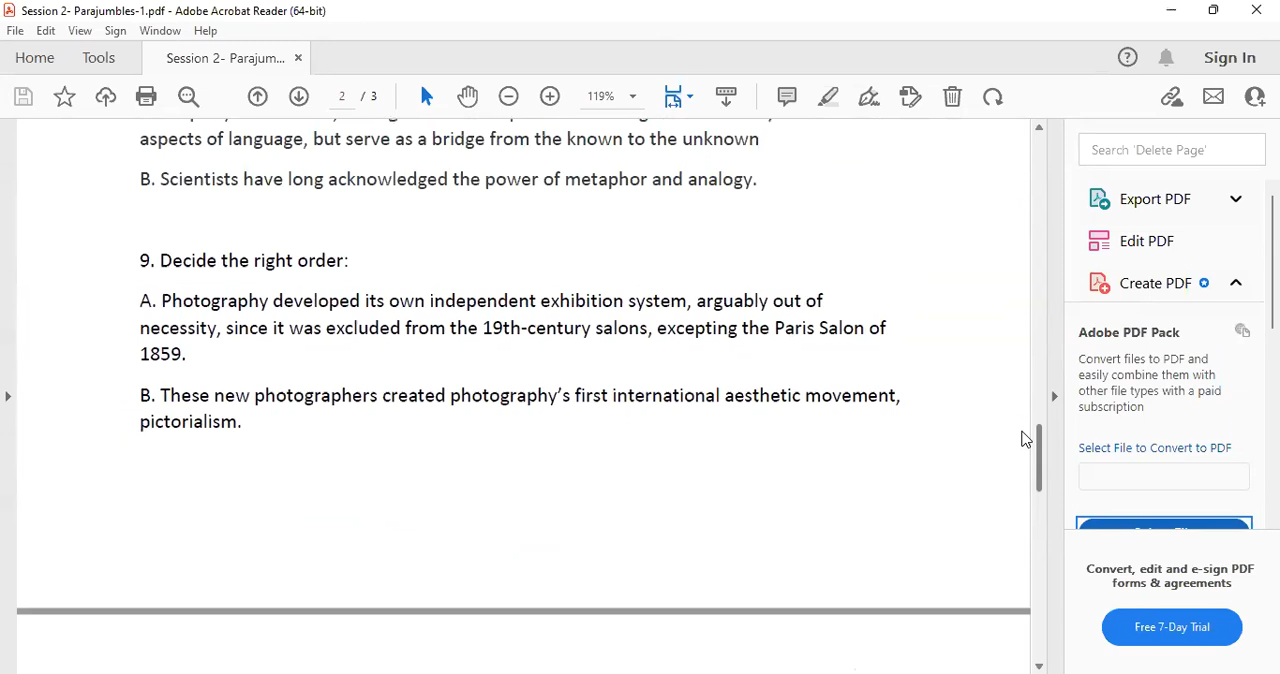 Session 2- Parajumbles-1.pdf - Adobe Acrobat Reader (64-bit)
File Edit View Sign Window Help
Home Tools Session 2- Parajum... × Sign In
2 / 3 119%
aspects of language, but serve as a bridge from the known to the unknown
B. Scientists have long acknowledged the power of metaphor and analogy.
9. Decide the right order:
A. Photography developed its own independent exhibition system, arguably out of
necessity, since it was excluded from the 19th-century salons, excepting the Paris Salon of
1859.
B. These new photographers created photography’s first international aesthetic movement,
pictorialism.
Search 'Delete Page'
Export PDF
Edit PDF
Create PDF
Adobe PDF Pack
Convert files to PDF and
easily combine them with
other file types with a paid
subscription
Select File to Convert to PDF
Convert, edit and e-sign PDF
forms & agreements
Free 7-Day Trial